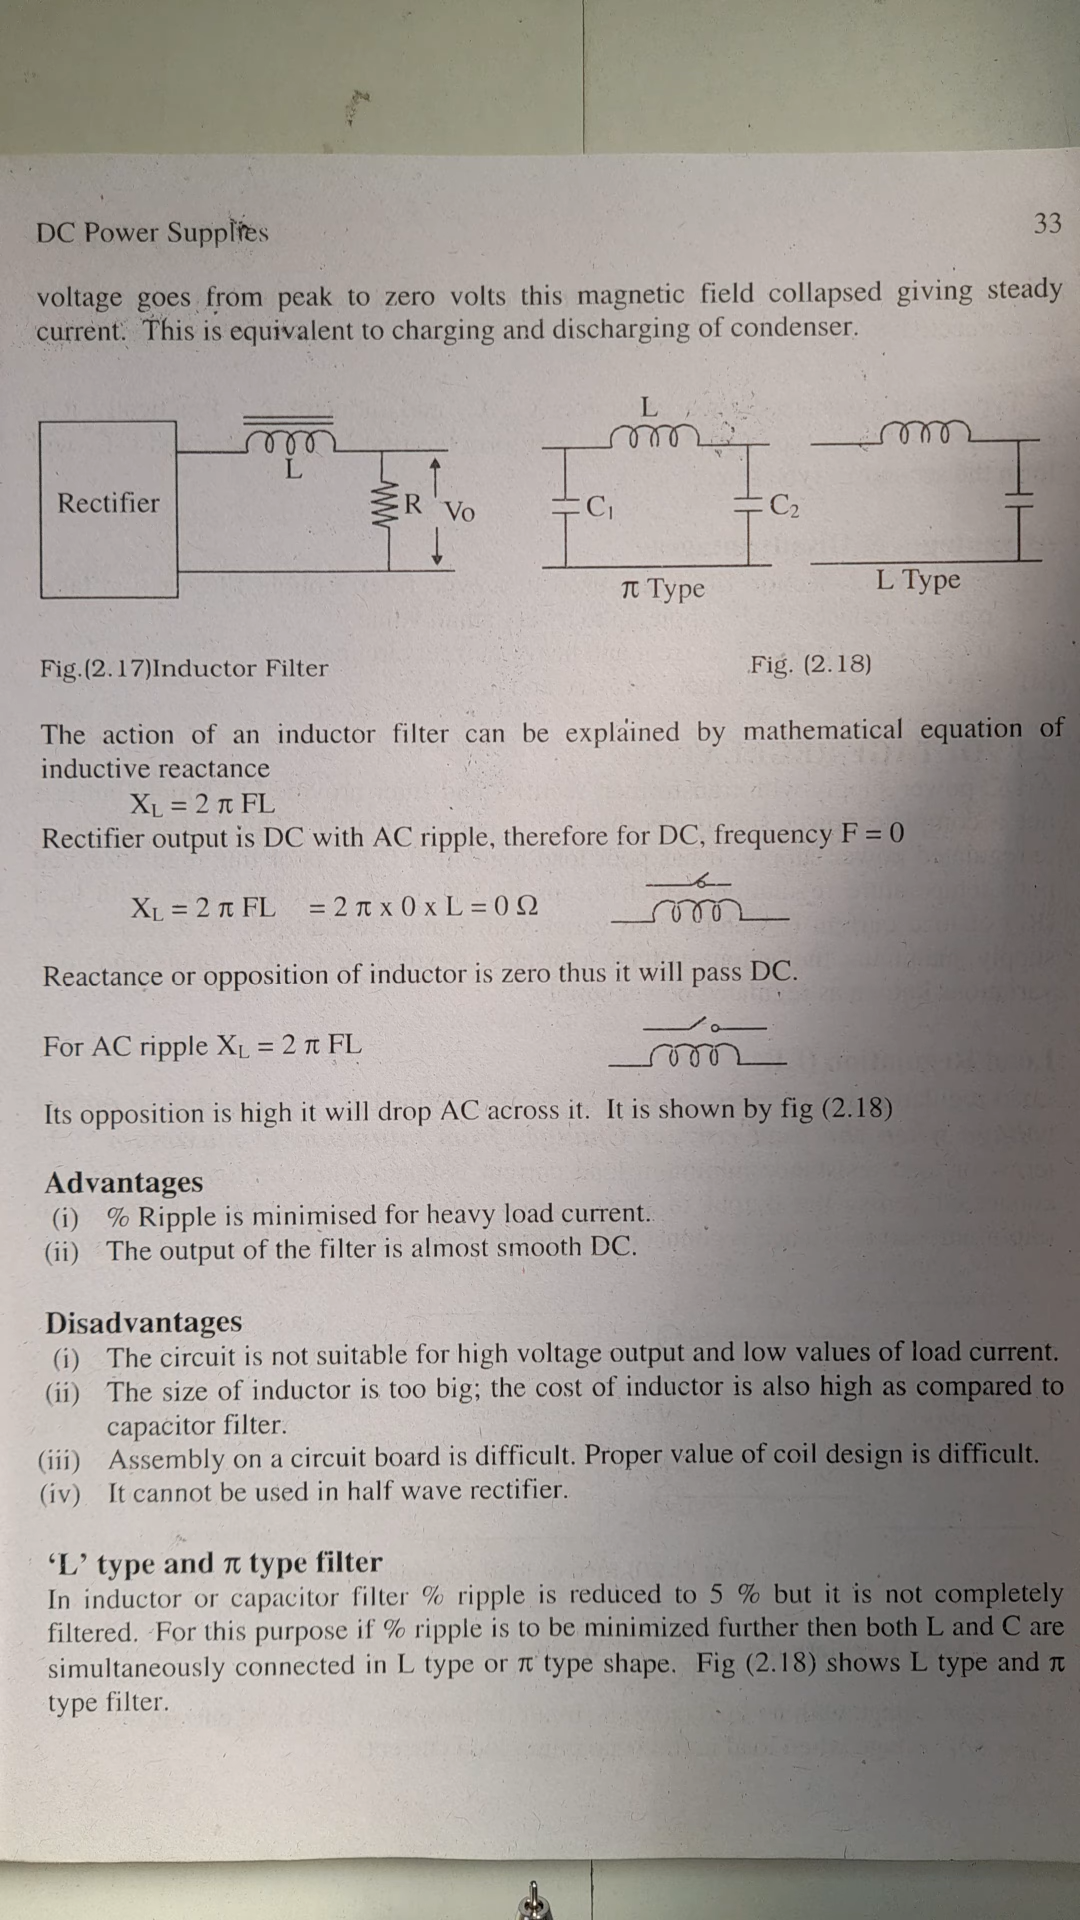 DC Power Supplies 33
voltage goes from peak to zero volts this magnetic field collapsed giving steady
current. This is equivalent to charging and discharging of condenser.
Rectifier
L
R
Vo
L
C1
C2
π Type
L Type
Fig.(2.17)Inductor Filter
Fig. (2.18)
The action of an inductor filter can be explained by mathematical equation of
inductive reactance
XL = 2 π FL
Rectifier output is DC with AC ripple, therefore for DC, frequency F = 0
XL = 2 π FL = 2 π x 0 x L = 0 Ω
Reactance or opposition of inductor is zero thus it will pass DC.
For AC ripple XL = 2 π FL
Its opposition is high it will drop AC across it. It is shown by fig (2.18)
Advantages
(i) % Ripple is minimised for heavy load current.
(ii) The output of the filter is almost smooth DC.
Disadvantages
(i) The circuit is not suitable for high voltage output and low values of load current.
(ii) The size of inductor is too big; the cost of inductor is also high as compared to
capacitor filter.
(iii) Assembly on a circuit board is difficult. Proper value of coil design is difficult.
(iv) It cannot be used in half wave rectifier.
‘L’ type and π type filter
In inductor or capacitor filter % ripple is reduced to 5 % but it is not completely
filtered. For this purpose if % ripple is to be minimized further then both L and C are
simultaneously connected in L type or π type shape. Fig (2.18) shows L type and π
type filter.